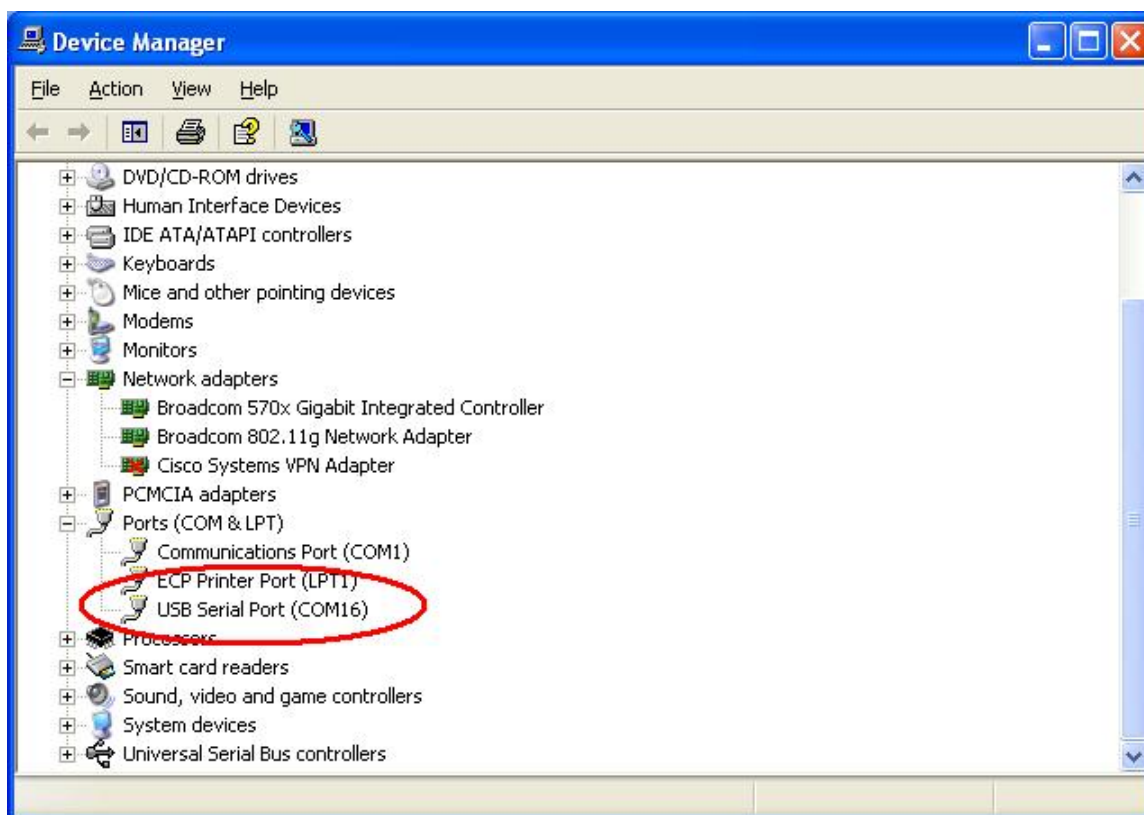 Device Manager
File Action View Help
DVD/CD-ROM drives
Human Interface Devices
IDE ATA/ATAPI controllers
Keyboards
Mice and other pointing devices
Modems
Monitors
Network adapters
Broadcom 570x Gigabit Integrated Controller
Broadcom 802.11g Network Adapter
Cisco Systems VPN Adapter
PCMCIA adapters
Ports (COM & LPT)
Communications Port (COM1)
ECP Printer Port (LPT1)
USB Serial Port (COM16)
Processors
Smart card readers
Sound, video and game controllers
System devices
Universal Serial Bus controllers